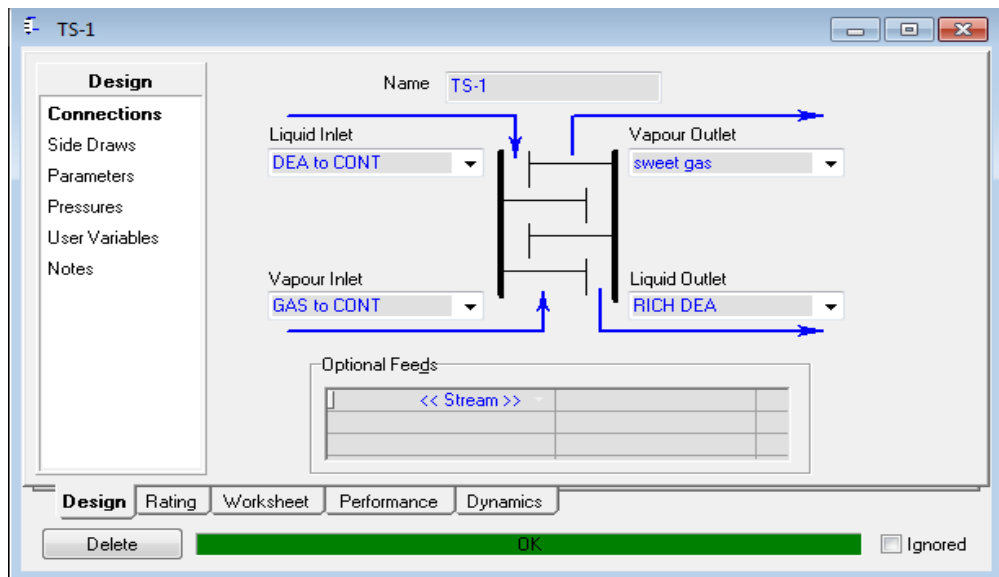 TS-1
Design
Connections
Side Draws
Parameters
Pressures
User Variables
Notes
Name TS-1
Liquid Inlet
DEA to CONT
Vapour Outlet
sweet gas
Vapour Inlet
GAS to CONT
Liquid Outlet
RICH DEA
Optional Feeds
<< Stream >>
Design Rating Worksheet Performance Dynamics
Delete OK Ignored